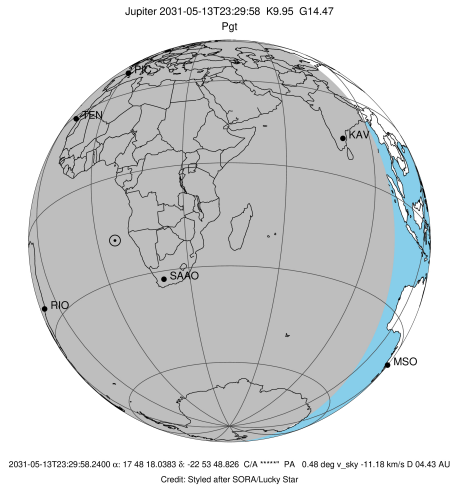 Jupiter 2031-05-13T23:29:58 K9.95 G14.47
Pgt
PIC
TEN
KAV
SAAO
RIO
MSO
2031-05-13T23:29:58.2400 α: 17 48 18.0383 δ: -22 53 48.826 C/A *****" PA 0.48 deg v_sky -11.18 km/s D 04.43 AU
Credit: Styled after SORA/Lucky Star